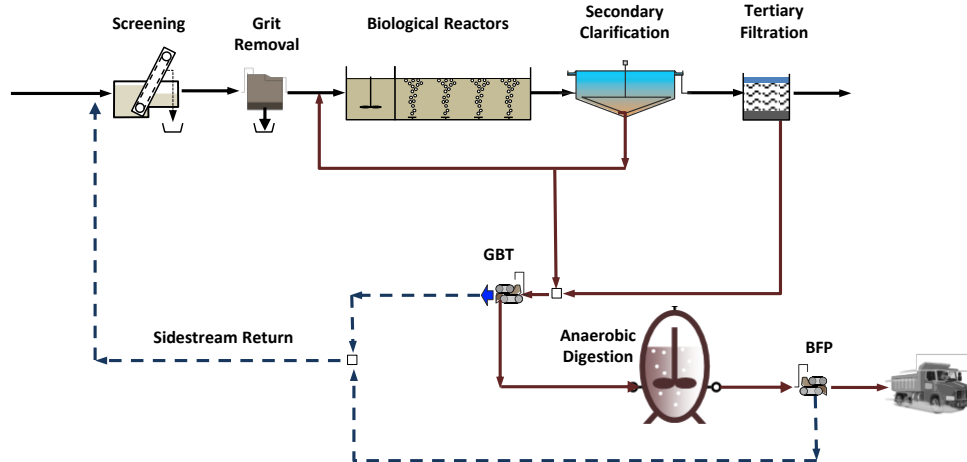 Screening
Grit
Removal
Biological Reactors
Secondary
Clarification
Tertiary
Filtration
GBT
Sidestream Return
Anaerobic
Digestion
BFP